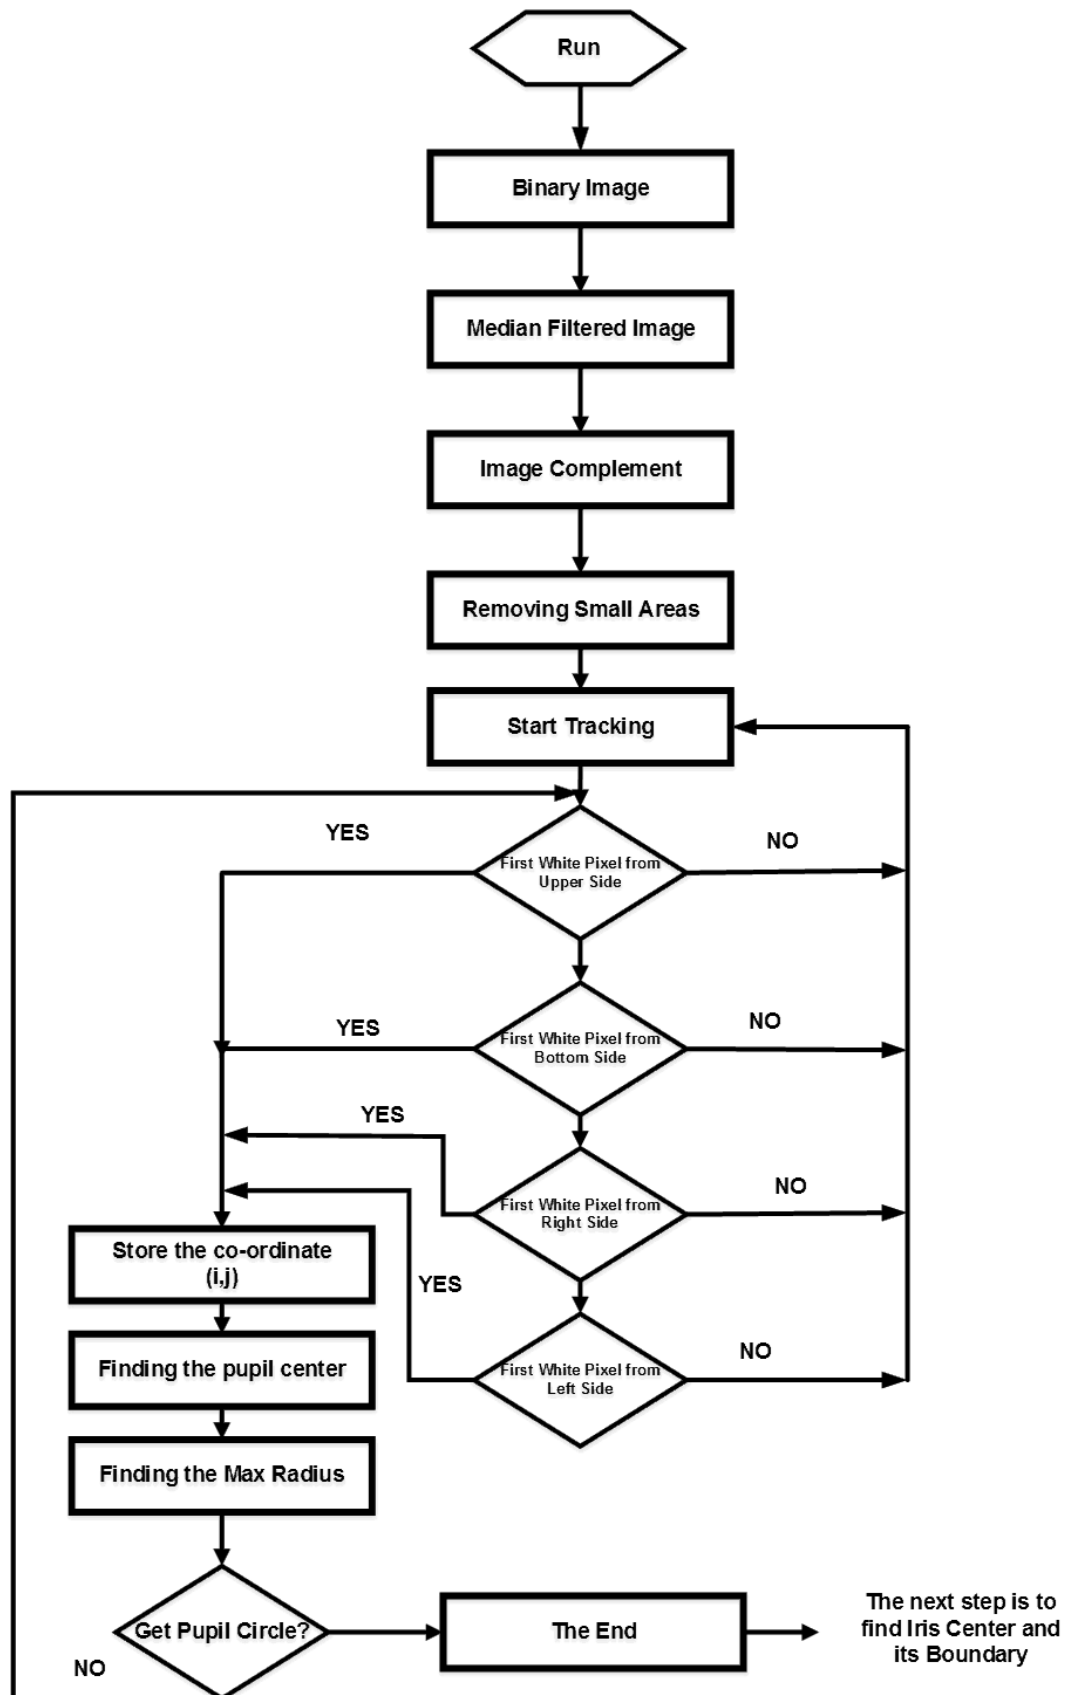 Run
Binary Image
Median Filtered Image
Image Complement
Removing Small Areas
Start Tracking
YES
NO
First White Pixel from
Upper Side
YES
NO
First White Pixel from
Bottom Side
YES
NO
First White Pixel from
Right Side
Store the co-ordinate
(i,j)
YES
NO
First White Pixel from
Left Side
Finding the pupil center
Finding the Max Radius
Get Pupil Circle?
NO
The End
The next step is to
find Iris Center and
its Boundary